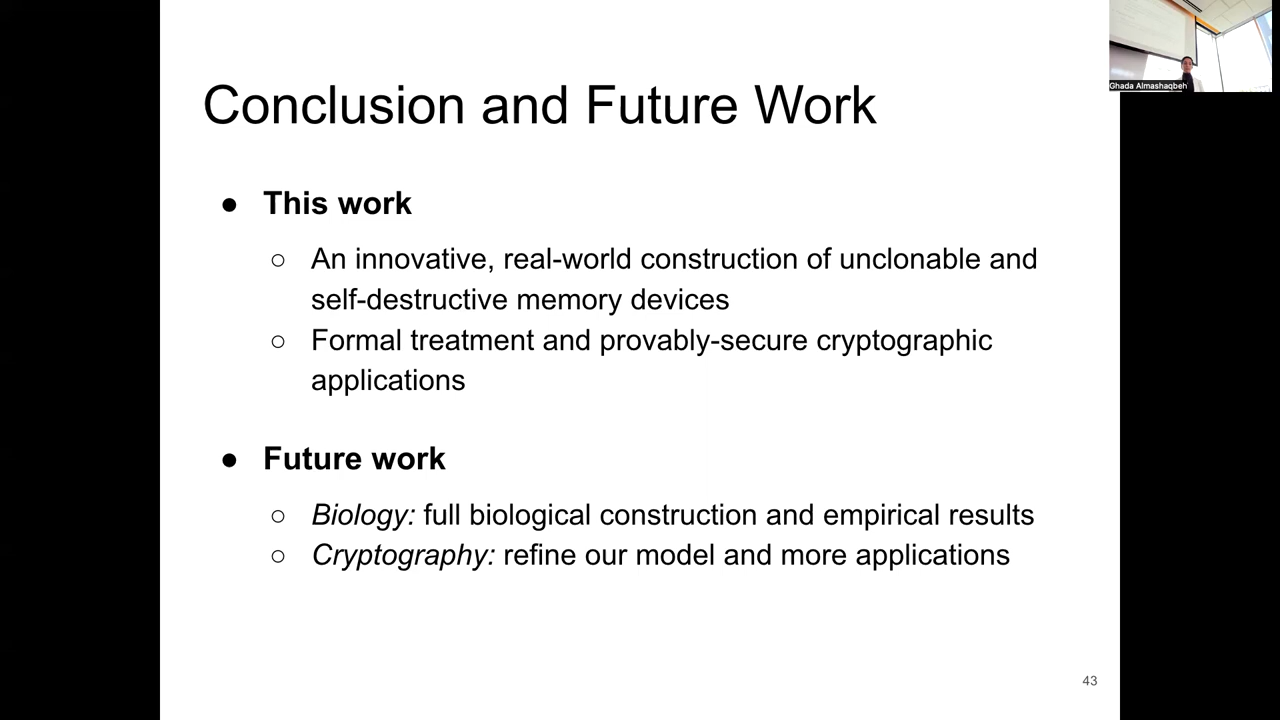 Ghada Almashaqbeh
Conclusion and Future Work
● This work
○ An innovative, real-world construction of unclonable and
self-destructive memory devices
○ Formal treatment and provably-secure cryptographic
applications
● Future work
○ Biology: full biological construction and empirical results
○ Cryptography: refine our model and more applications
43